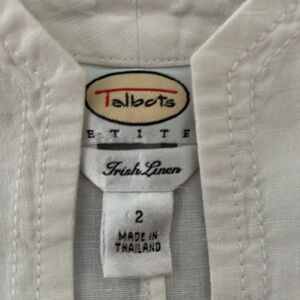 Talbots
ETITE
Irish Linen
2
MADE IN
THAILAND